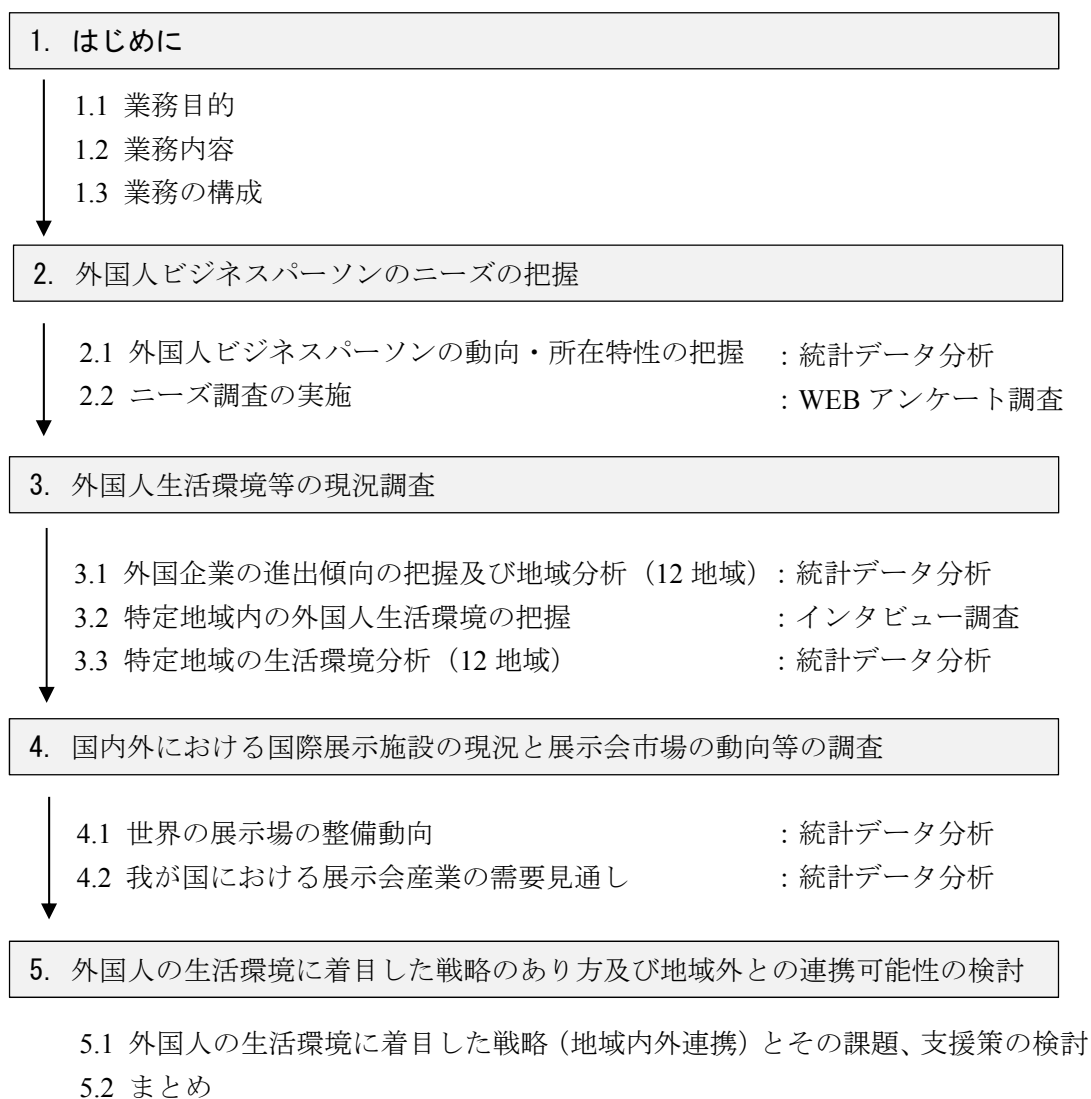 1. はじめに
1.1 業務目的
1.2 業務内容
1.3 業務の構成
2. 外国人ビジネスパーソンのニーズの把握
2.1 外国人ビジネスパーソンの動向・所在特性の把握 ：統計データ分析
2.2 ニーズ調査の実施 ：WEB アンケート調査
3. 外国人生活環境等の現況調査
3.1 外国企業の進出傾向の把握及び地域分析（12 地域）：統計データ分析
3.2 特定地域内の外国人生活環境の把握 ：インタビュー調査
3.3 特定地域の生活環境分析（12 地域） ：統計データ分析
4. 国内外における国際展示施設の現況と展示会市場の動向等の調査
4.1 世界の展示場の整備動向 ：統計データ分析
4.2 我が国における展示会産業の需要見通し ：統計データ分析
5. 外国人の生活環境に着目した戦略のあり方及び地域外との連携可能性の検討
5.1 外国人の生活環境に着目した戦略（地域内外連携）とその課題、支援策の検討
5.2 まとめ